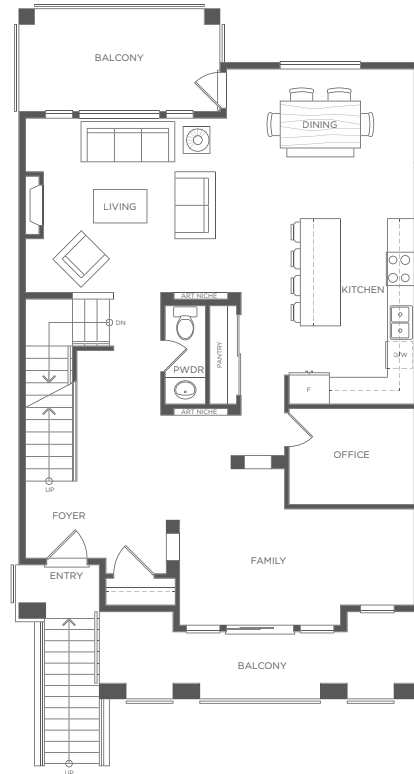 BALCONY
DINING
LIVING
KITCHEN
ART NICHE
DN
PANTRY
PWDR
D/W
F
ART NICHE
OFFICE
UP
FOYER
FAMILY
ENTRY
BALCONY
UP